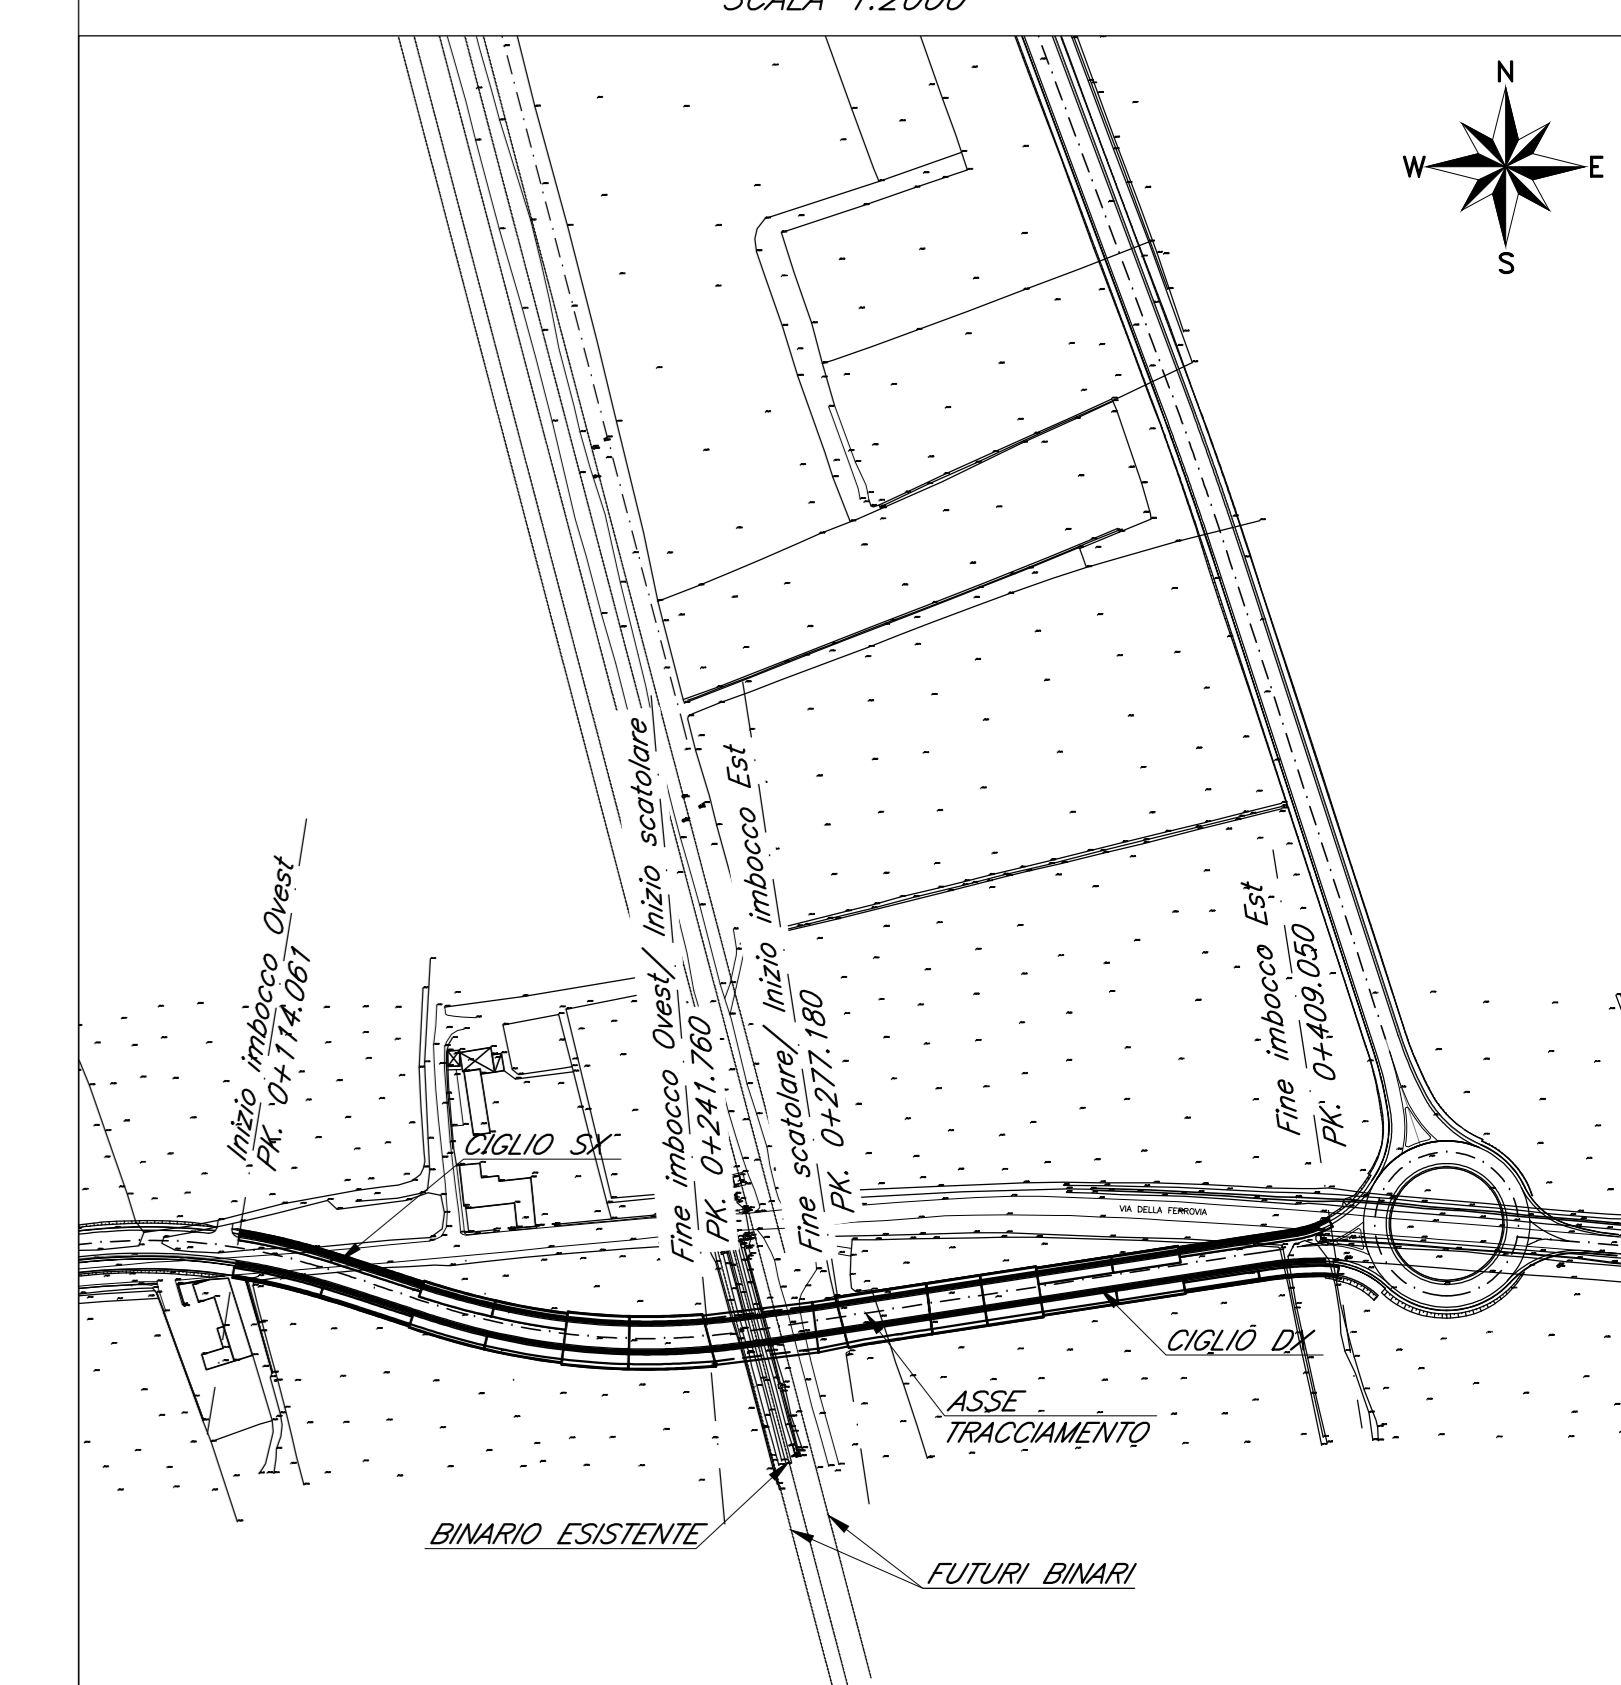 SCALA 1:2000
N
W
E
S
Inizio imbocco Ovest
PK. 0+114.061
Fine imbocco Ovest/ Inizio scatolare
PK. 0+241.760
Fine scatolare/ Inizio imbocco Est
PK. 0+277.180
Fine imbocco Est
PK. 0+409.050
CIGLIO SX
VIA DELLA FERROVIA
CIGLIO DX
ASSE
TRACCIAMENTO
BINARIO ESISTENTE
FUTURI BINARI